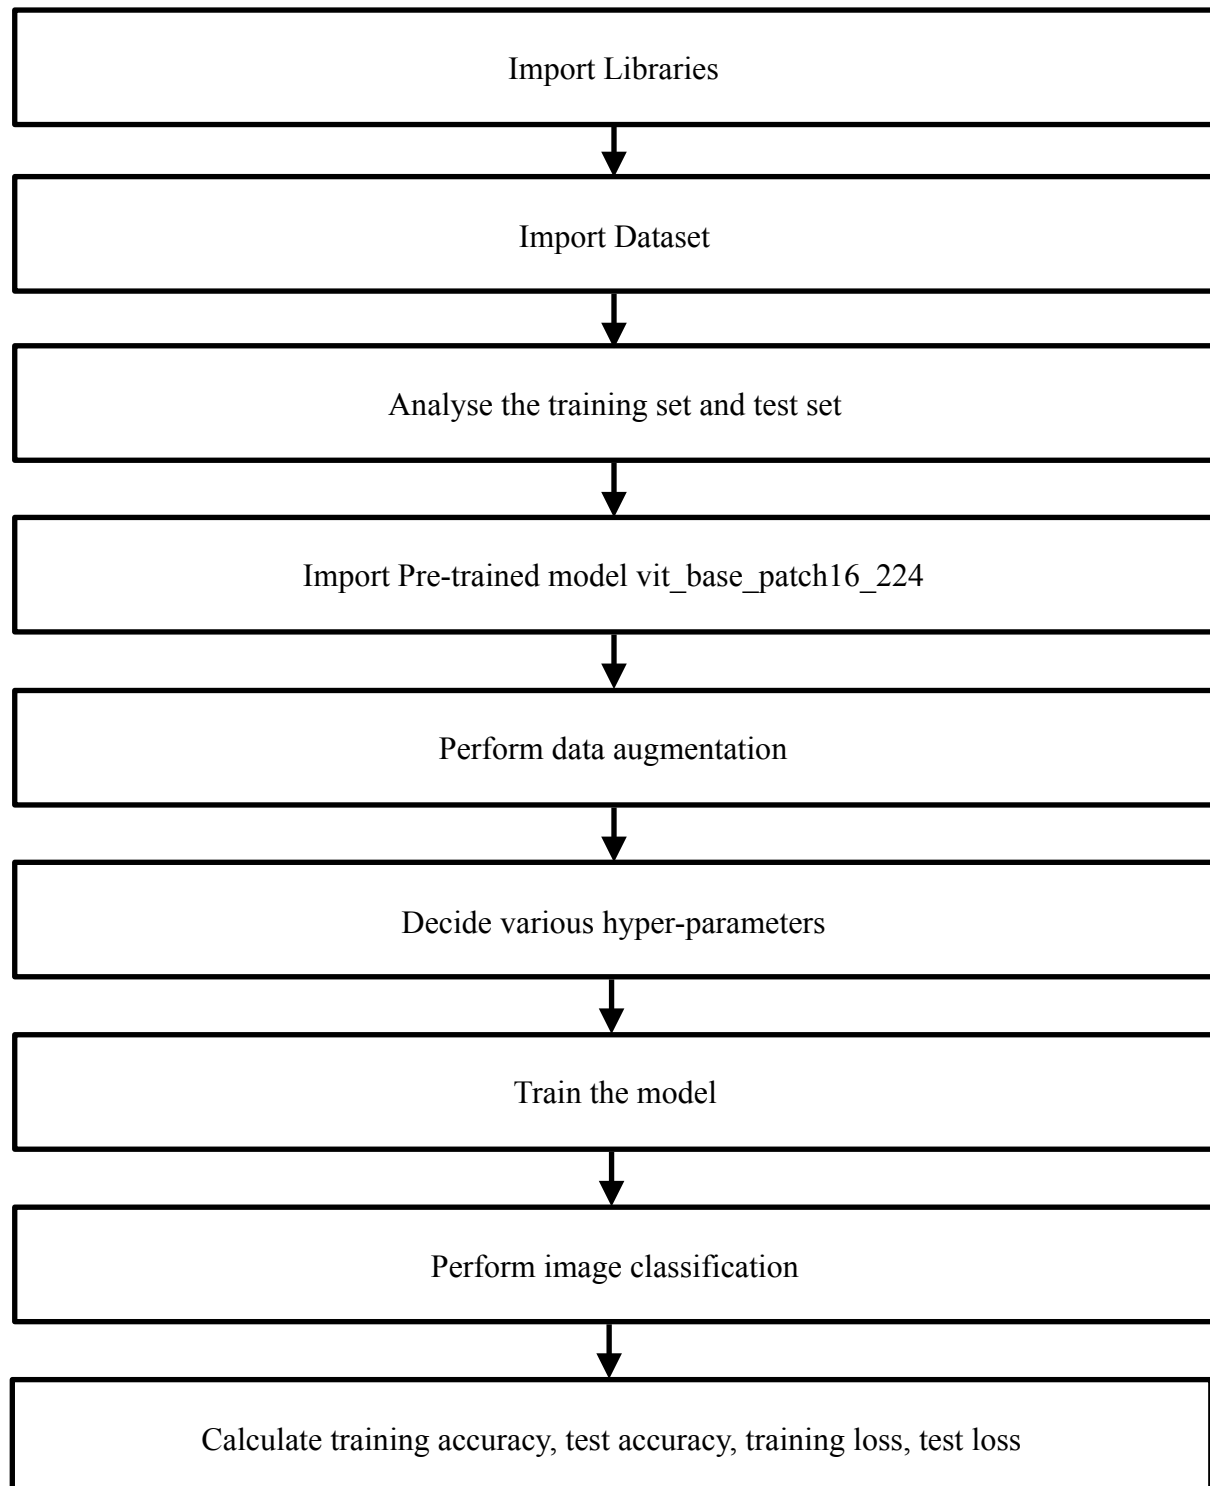 Import Libraries
Import Dataset
Analyse the training set and test set
Import Pre-trained model vit_base_patch16_224
Perform data augmentation
Decide various hyper-parameters
Train the model
Perform image classification
Calculate training accuracy, test accuracy, training loss, test loss